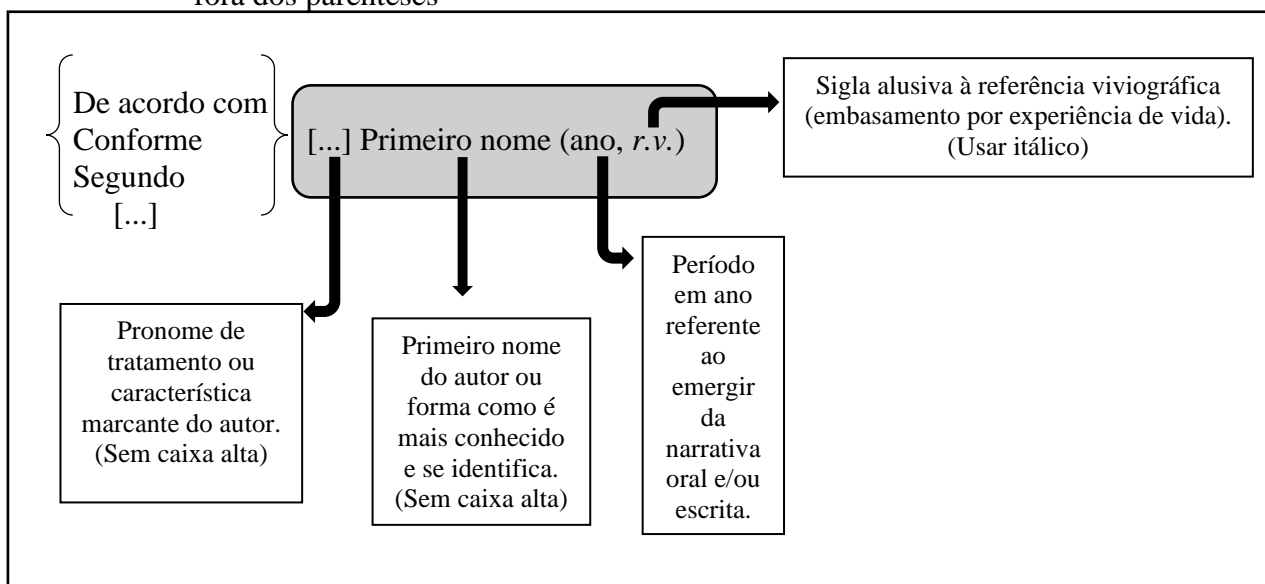 fora dos parênteses
De acordo com
Conforme
Segundo
[...]
[...] Primeiro nome (ano, r.v.)
Sigla alusiva à referência viviográfica
(embasamento por experiência de vida).
(Usar itálico)
Pronome de
tratamento ou
característica
marcante do autor.
(Sem caixa alta)
Primeiro nome
do autor ou
forma como é
mais conhecido
e se identifica.
(Sem caixa alta)
Período
em ano
referente
ao
emergir
da
narrativa
oral e/ou
escrita.